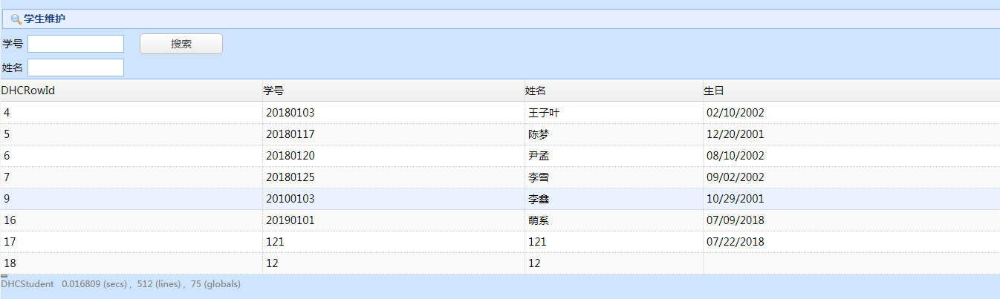 学生维护
学号 搜索
姓名
DHCRowId 学号 姓名 生日
4 20180103 王子叶 02/10/2002
5 20180117 陈梦 12/20/2001
6 20180120 尹孟 08/10/2002
7 20180125 李雪 09/02/2002
9 20100103 李鑫 10/29/2001
16 20190101 萌系 07/09/2018
17 121 121 07/22/2018
18 12 12
DHCStudent 0.016809 (secs) , 512 (lines) , 75 (globals)